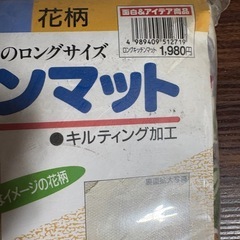 花柄
面白&アイデア商品
4 989409 512719
ロングキッチンマット
1,980円
のロングサイズ
ンマット
●キルティング加工
イメージの花柄